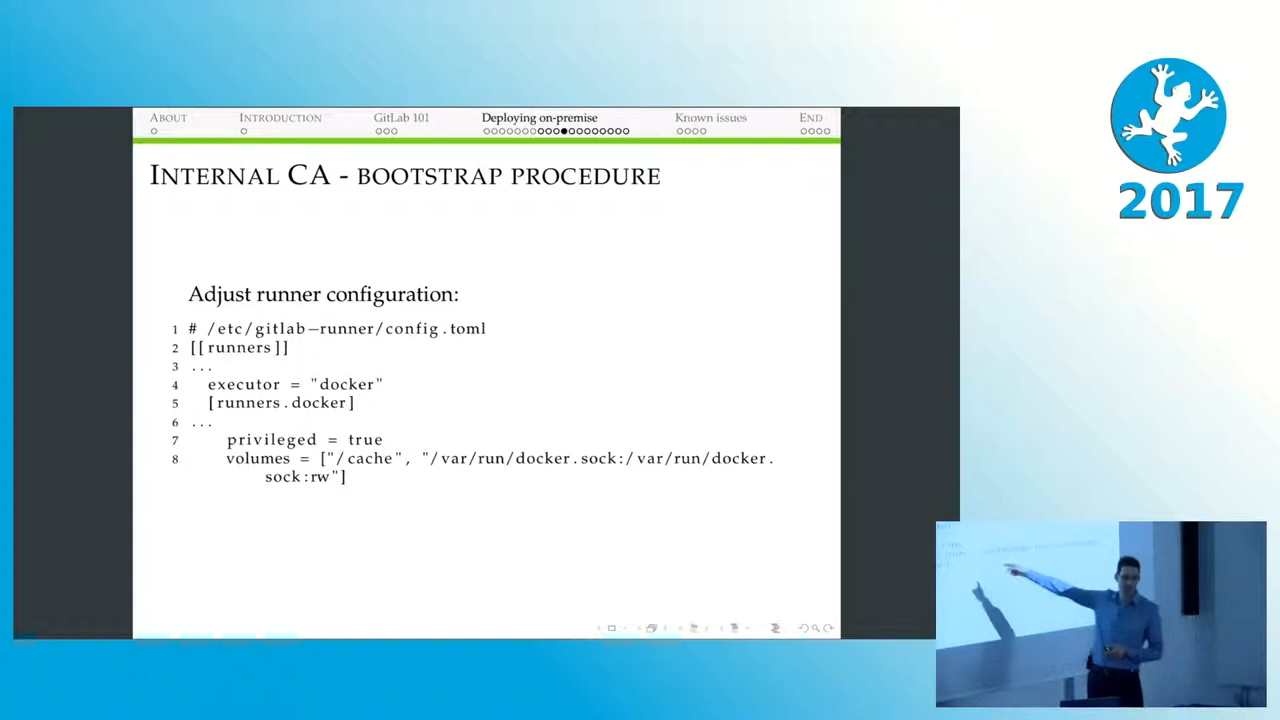 ABOUT
INTRODUCTION
GitLab 101
Deploying on-premise
Known issues
END
2017
INTERNAL CA - BOOTSTRAP PROCEDURE
Adjust runner configuration:
1 # /etc/gitlab-runner/config.toml
2 [[runners]]
3 ...
4 executor = "docker"
5 [runners.docker]
6 ...
7 privileged = true
8 volumes = ["/cache", "/var/run/docker.sock:/var/run/docker.
sock:rw"]